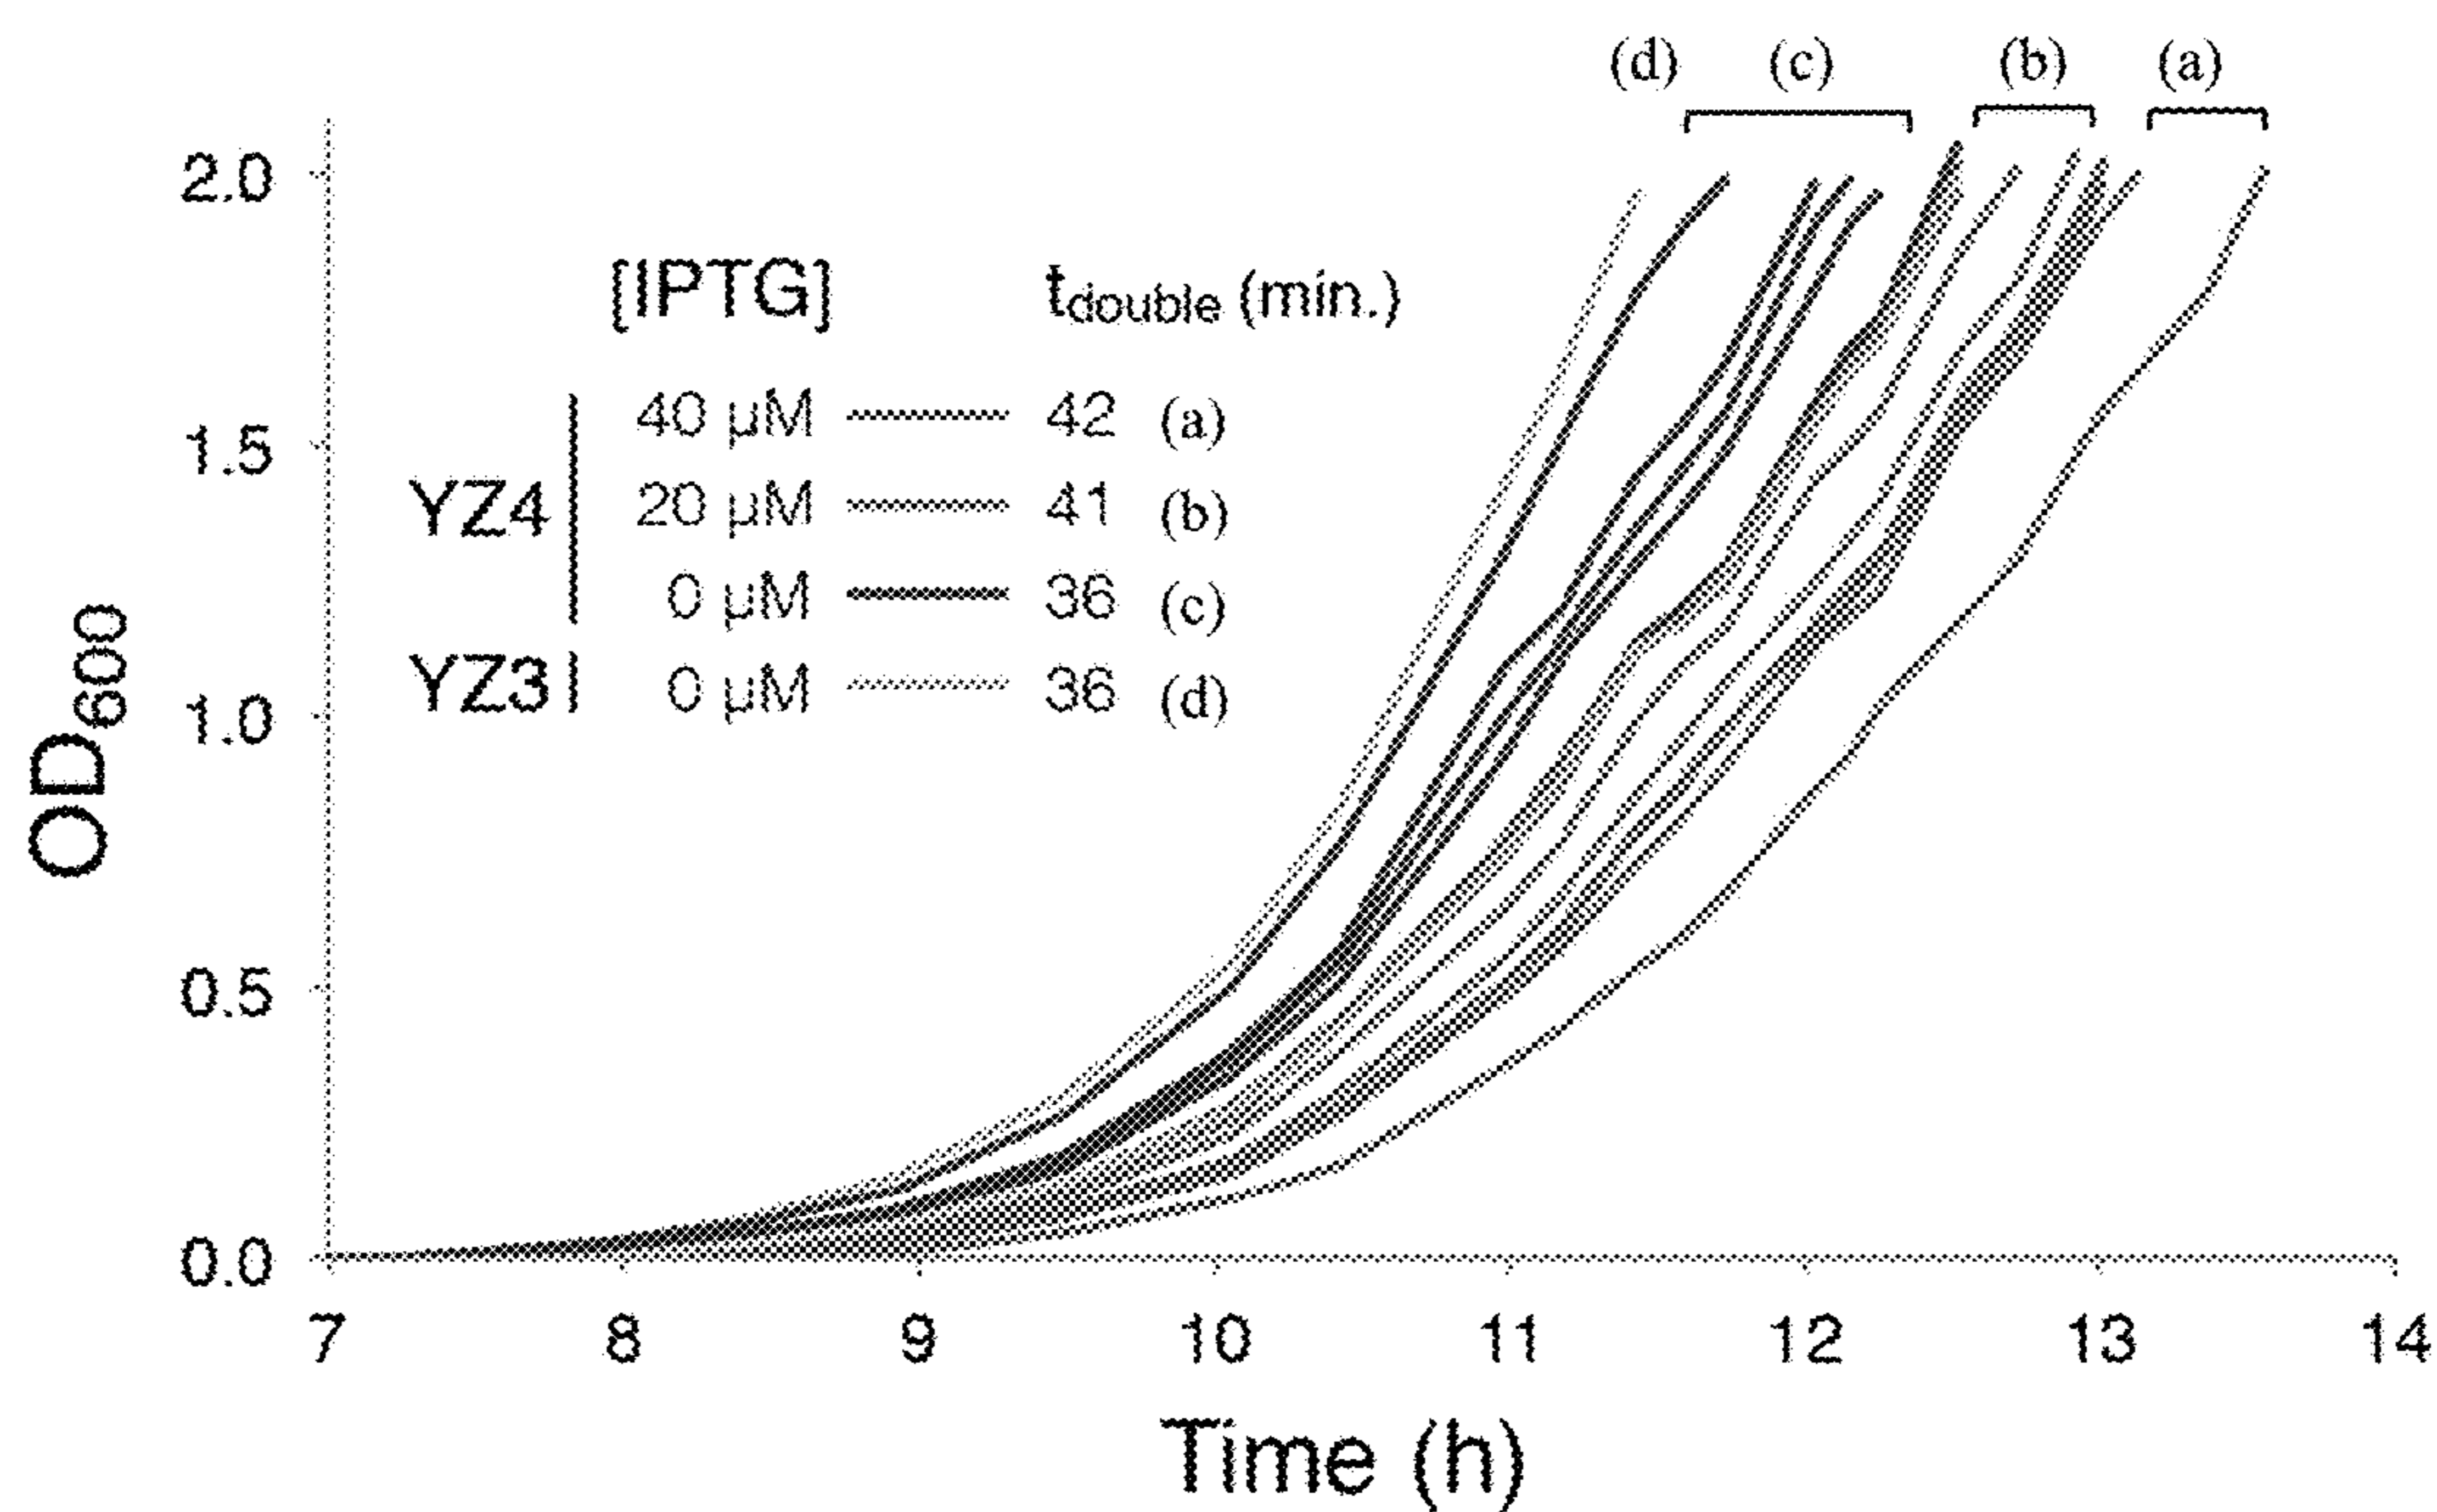 (d) (c) (b) (a)
2.0
[IPTG] tdouble (min.)
40 µM 42 (a)
1.5
YZ4 20 µM 41 (b)
0 µM 36 (c)
YZ3 0 µM 36 (d)
1.0
OD600
0.5
0.0
7 8 9 10 11 12 13 14
Time (h)